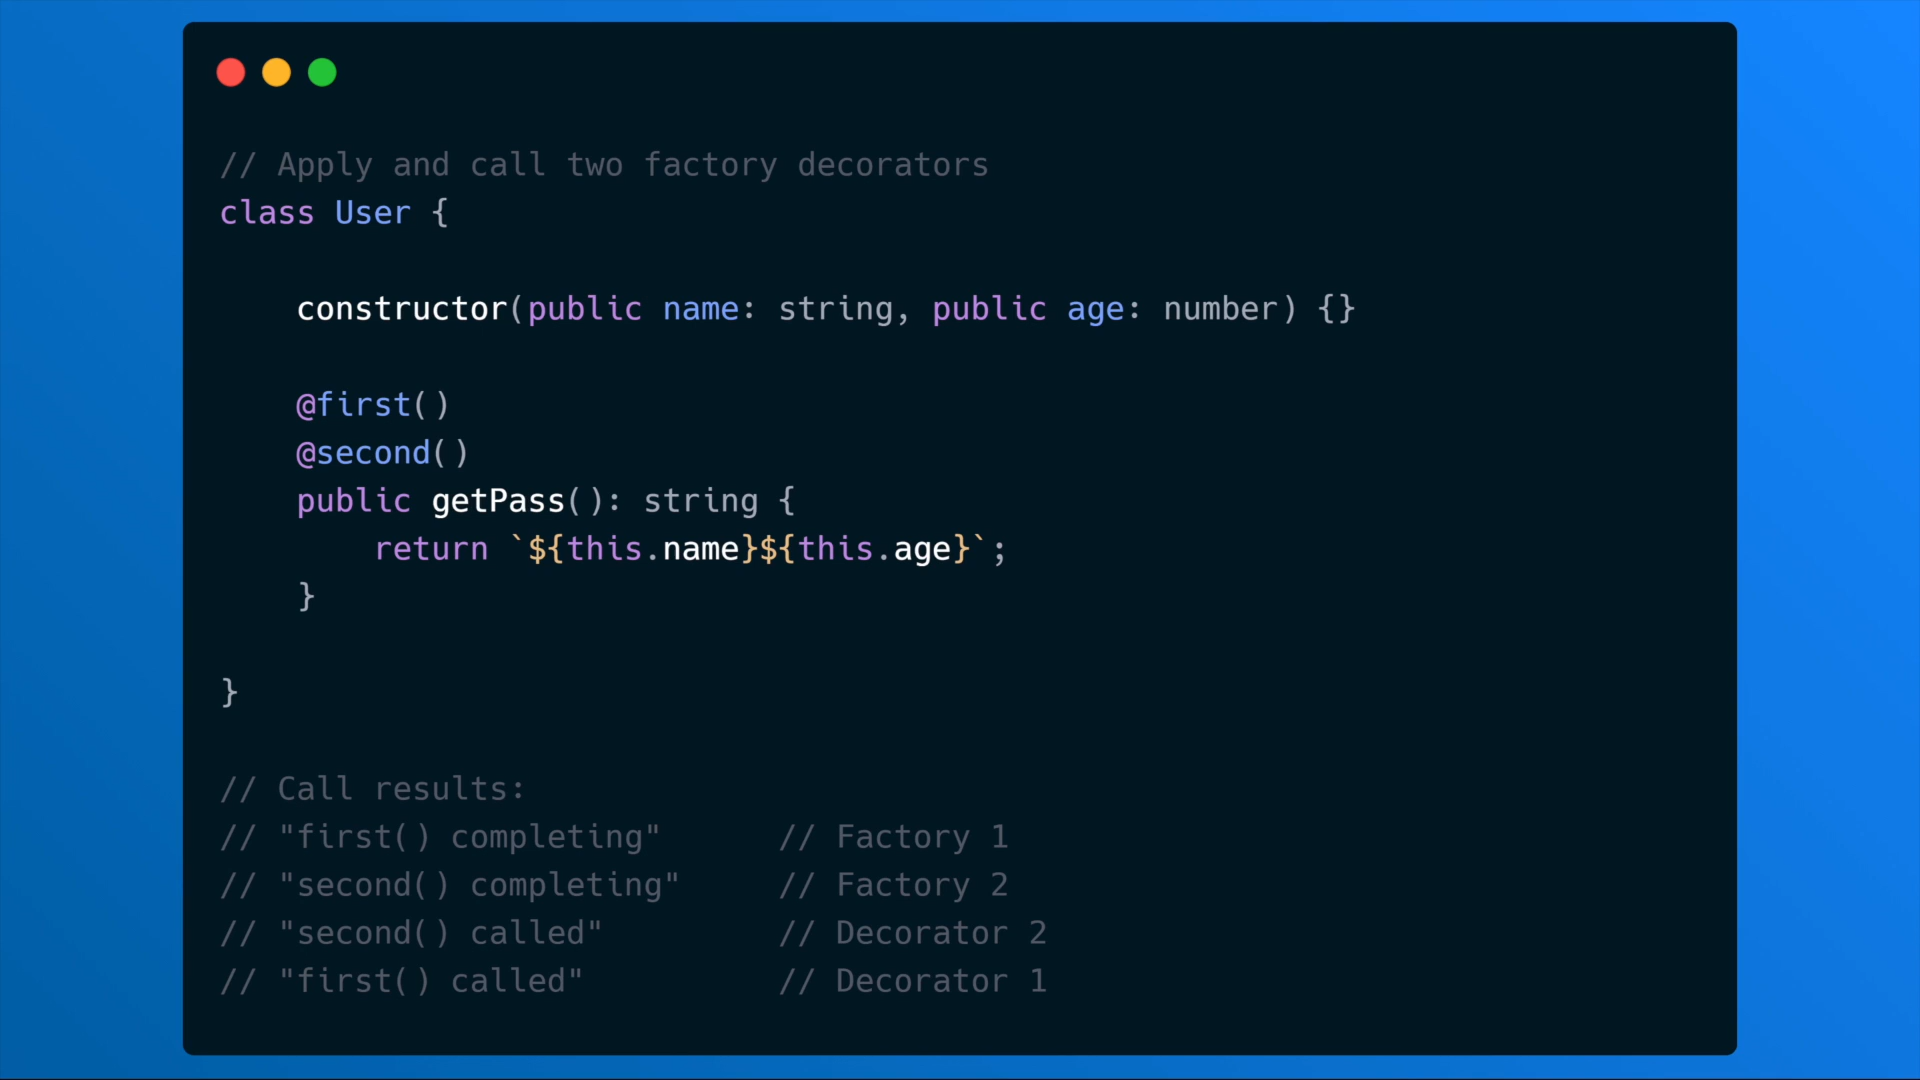 // Apply and call two factory decorators
class User {
    constructor(public name: string, public age: number) {}
    @first()
    @second()
    public getPass(): string {
        return `${this.name}${this.age}`;
    }
}
// Call results:
// "first() completing"      // Factory 1
// "second() completing"     // Factory 2
// "second() called"         // Decorator 2
// "first() called"          // Decorator 1